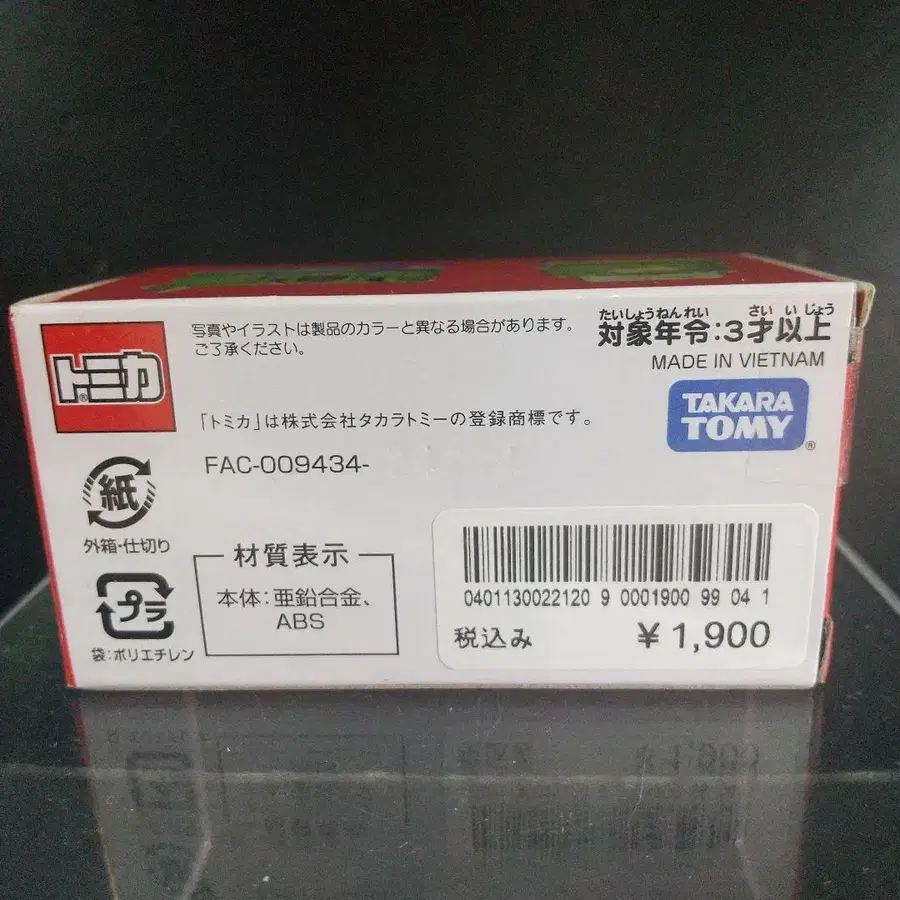 トミカ®
写真やイラストは製品のカラーと異なる場合があります。
ご了承ください。
たいしょうねんれい さい いじょう
対象年令:3才以上
MADE IN VIETNAM
TAKARA
TOMY®
「トミカ」は株式会社タカラトミーの登録商標です。
FAC-009434-
紙
外箱・仕切り
プラ
袋:ポリエチレン
材質表示
本体:亜鉛合金、
ABS
0401130022120 9 0001900 99 04 1
税込み ¥1,900